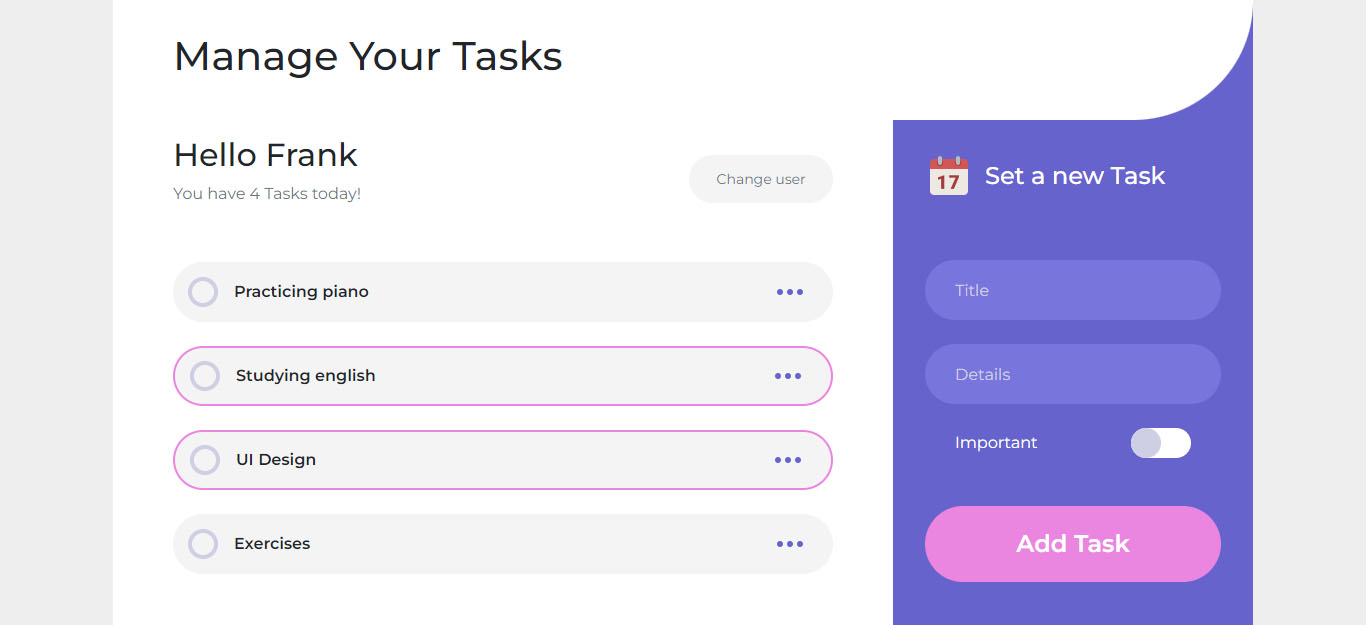 Manage Your Tasks
Hello Frank
You have 4 Tasks today!
Change user
Practicing piano
Studying english
UI Design
Exercises
17
Set a new Task
Title
Details
Important
Add Task